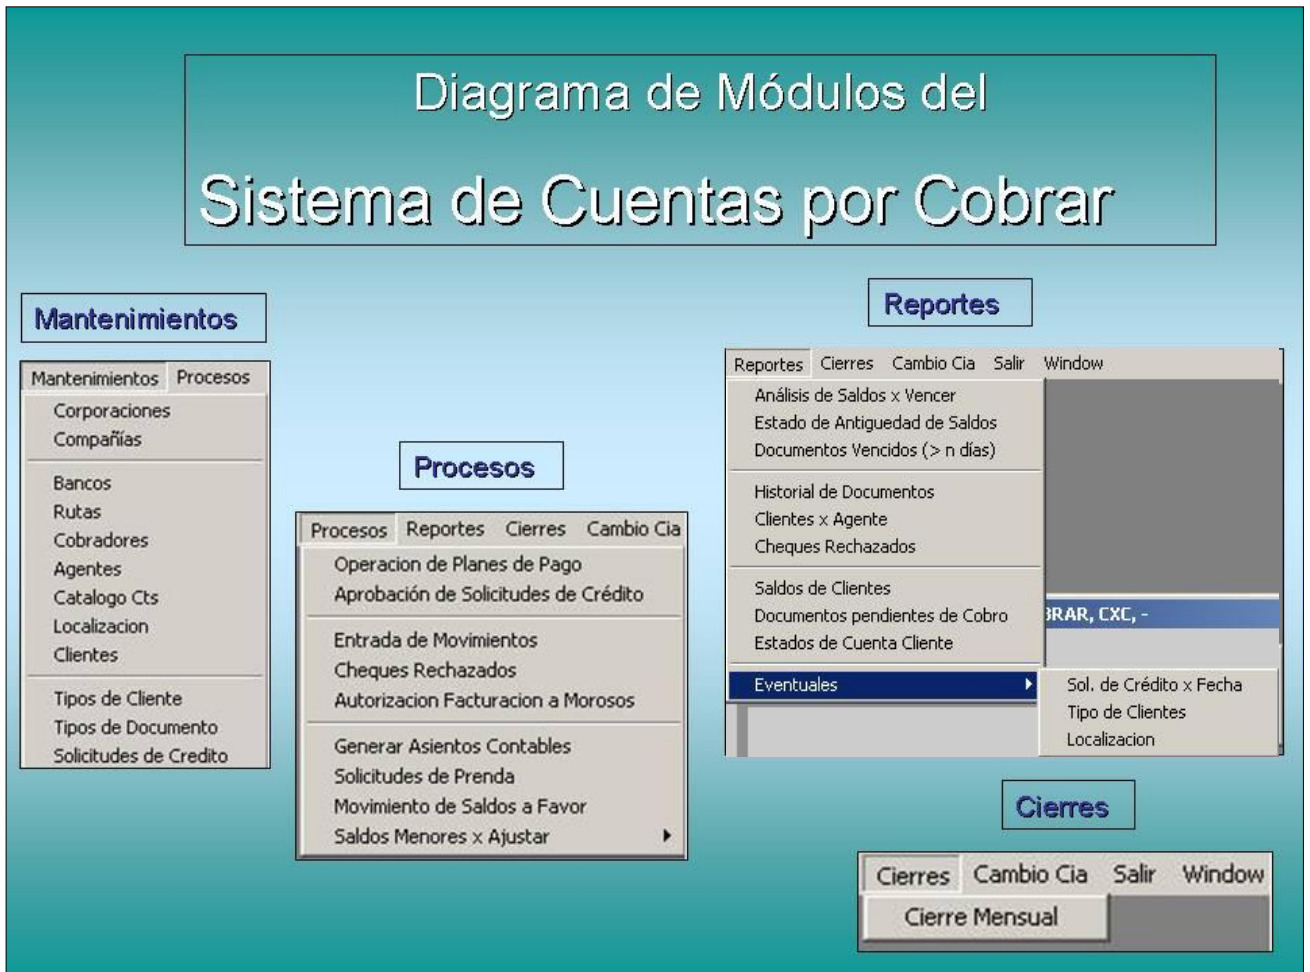 Diagrama de Módulos del
Sistema de Cuentas por Cobrar
Mantenimientos
Mantenimientos Procesos
Corporaciones
Compañías
Bancos
Rutas
Cobradores
Agentes
Catalogo Cts
Localizacion
Clientes
Tipos de Cliente
Tipos de Documento
Solicitudes de Credito
Procesos
Procesos Reportes Cierres Cambio Cia
Operacion de Planes de Pago
Aprobación de Solicitudes de Crédito
Entrada de Movimientos
Cheques Rechazados
Autorizacion Facturacion a Morosos
Generar Asientos Contables
Solicitudes de Prenda
Movimiento de Saldos a Favor
Saldos Menores x Ajustar
Reportes
Reportes Cierres Cambio Cia Salir Window
Análisis de Saldos x Vencer
Estado de Antiguedad de Saldos
Documentos Vencidos (> n días)
Historial de Documentos
Clientes x Agente
Cheques Rechazados
Saldos de Clientes
Documentos pendientes de Cobro
Estados de Cuenta Cliente
BRAR, CXC, -
Eventuales
Sol. de Crédito x Fecha
Tipo de Clientes
Localizacion
Cierres
Cierres Cambio Cia Salir Window
Cierre Mensual